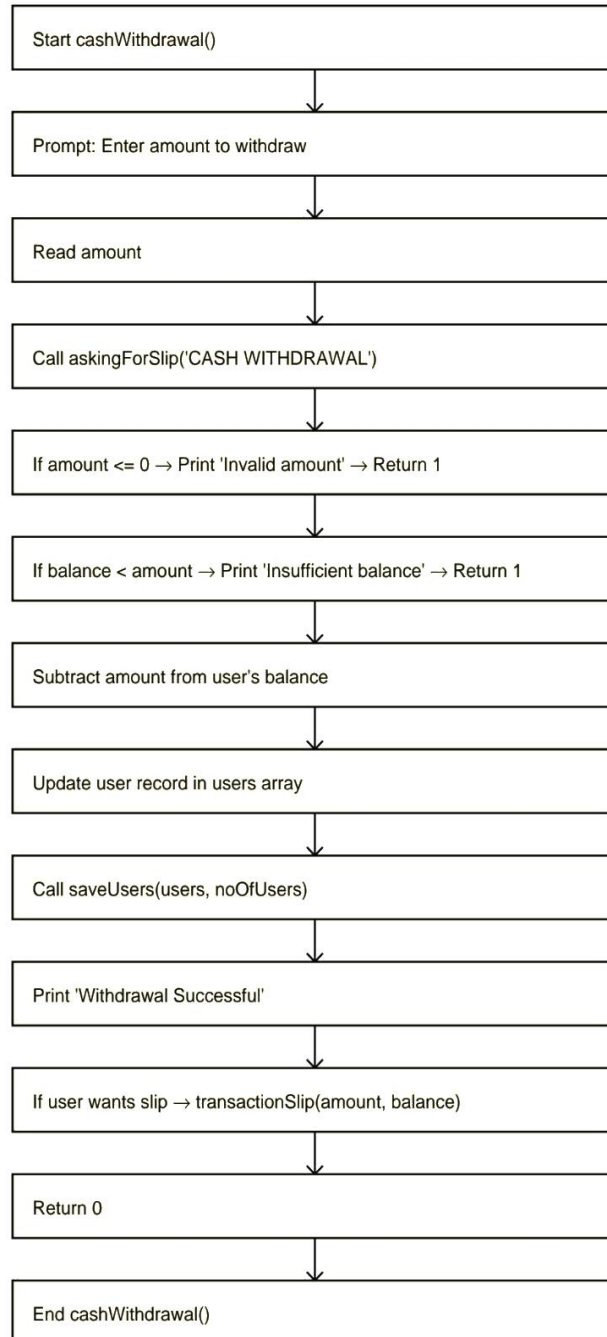 Start cashWithdrawal()
Prompt: Enter amount to withdraw
Read amount
Call askingForSlip('CASH WITHDRAWAL')
If amount <= 0 → Print 'Invalid amount' → Return 1
If balance < amount → Print 'Insufficient balance' → Return 1
Subtract amount from user's balance
Update user record in users array
Call saveUsers(users, noOfUsers)
Print 'Withdrawal Successful'
If user wants slip → transactionSlip(amount, balance)
Return 0
End cashWithdrawal()